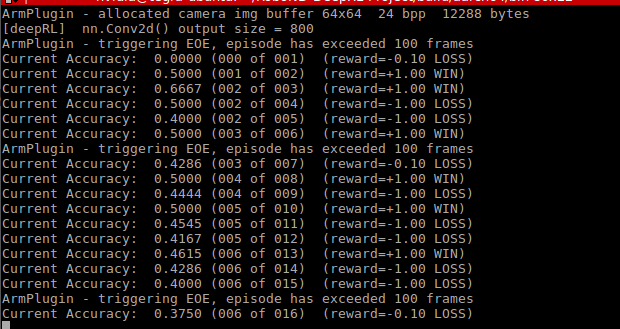 ArmPlugin - allocated camera img buffer 64x64  24 bpp  12288 bytes
[deepRL]  nn.Conv2d() output size = 800
ArmPlugin - triggering EOE, episode has exceeded 100 frames
Current Accuracy:  0.0000 (000 of 001)  (reward=-0.10 LOSS)
Current Accuracy:  0.5000 (001 of 002)  (reward=+1.00 WIN)
Current Accuracy:  0.6667 (002 of 003)  (reward=+1.00 WIN)
Current Accuracy:  0.5000 (002 of 004)  (reward=-1.00 LOSS)
Current Accuracy:  0.4000 (002 of 005)  (reward=-1.00 LOSS)
Current Accuracy:  0.5000 (003 of 006)  (reward=+1.00 WIN)
ArmPlugin - triggering EOE, episode has exceeded 100 frames
Current Accuracy:  0.4286 (003 of 007)  (reward=-0.10 LOSS)
Current Accuracy:  0.5000 (004 of 008)  (reward=+1.00 WIN)
Current Accuracy:  0.4444 (004 of 009)  (reward=-1.00 LOSS)
Current Accuracy:  0.5000 (005 of 010)  (reward=+1.00 WIN)
Current Accuracy:  0.4545 (005 of 011)  (reward=-1.00 LOSS)
Current Accuracy:  0.4167 (005 of 012)  (reward=-1.00 LOSS)
Current Accuracy:  0.4615 (006 of 013)  (reward=+1.00 WIN)
Current Accuracy:  0.4286 (006 of 014)  (reward=-1.00 LOSS)
Current Accuracy:  0.4000 (006 of 015)  (reward=-1.00 LOSS)
ArmPlugin - triggering EOE, episode has exceeded 100 frames
Current Accuracy:  0.3750 (006 of 016)  (reward=-0.10 LOSS)